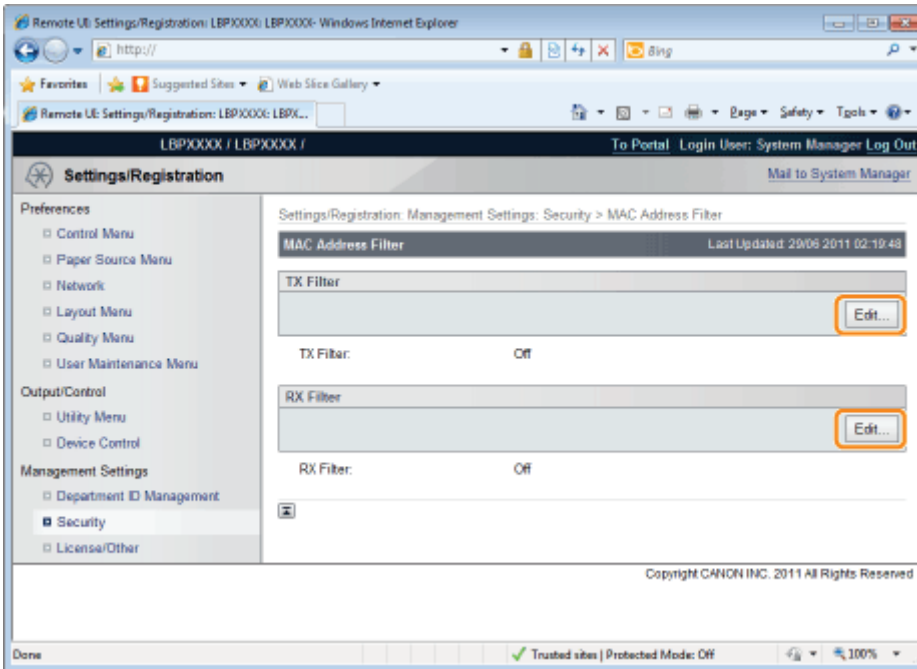 Remote UI: Settings/Registration: LBPXXXX: LBPXXXX- Windows Internet Explorer
http://
Bing
Favorites Suggested Sites Web Slice Gallery
Remote UI: Settings/Registration: LBPXXXX: LBPX...
Page Safety Tools
LBPXXXX / LBPXXXX /
To Portal Login User: System Manager Log Out
Settings/Registration
Mail to System Manager
Preferences
Control Menu
Paper Source Menu
Network
Layout Menu
Quality Menu
User Maintenance Menu
Output/Control
Utility Menu
Device Control
Management Settings
Department ID Management
Security
License/Other
Settings/Registration: Management Settings: Security > MAC Address Filter
MAC Address Filter
Last Updated: 29/06 2011 02:19:48
TX Filter
Edit...
TX Filter: Off
RX Filter
Edit...
RX Filter: Off
Copyright CANON INC. 2011 All Rights Reserved
Done
Trusted sites | Protected Mode: Off
100%